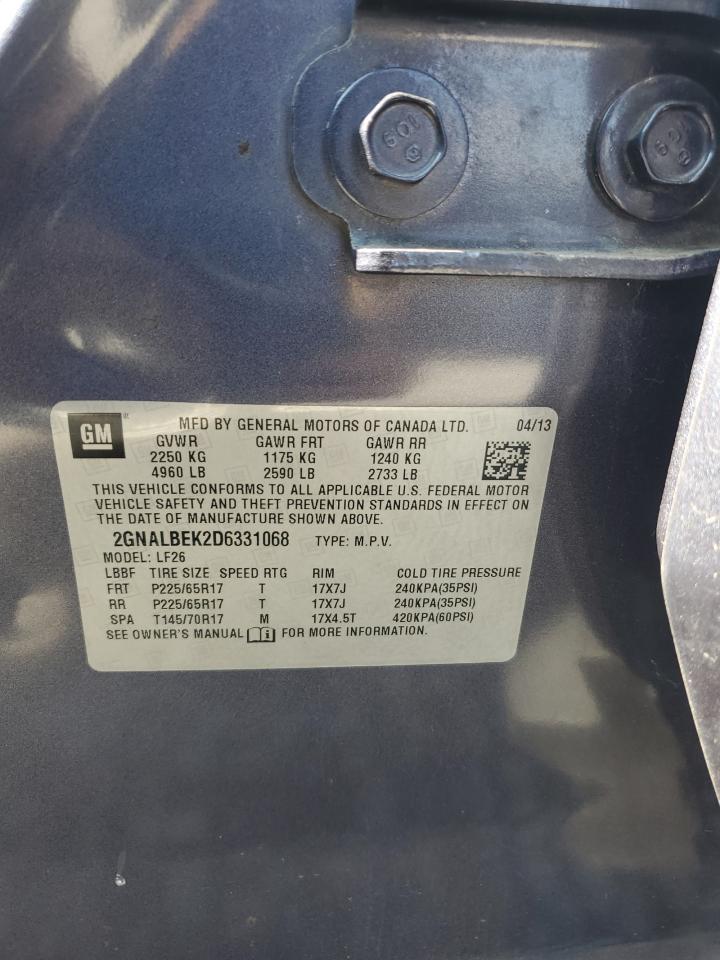 601
GM
MFD BY GENERAL MOTORS OF CANADA LTD. 04/13
GVWR GAWR FRT GAWR RR
2250 KG 1175 KG 1240 KG
4960 LB 2590 LB 2733 LB
THIS VEHICLE CONFORMS TO ALL APPLICABLE U.S. FEDERAL MOTOR
VEHICLE SAFETY AND THEFT PREVENTION STANDARDS IN EFFECT ON
THE DATE OF MANUFACTURE SHOWN ABOVE.
2GNALBEK2D6331068 TYPE: M.P.V.
MODEL: LF26
LBBF TIRE SIZE SPEED RTG RIM COLD TIRE PRESSURE
FRT P225/65R17 T 17X7J 240KPA(35PSI)
RR P225/65R17 T 17X7J 240KPA(35PSI)
SPA T145/70R17 M 17X4.5T 420KPA(60PSI)
SEE OWNER'S MANUAL FOR MORE INFORMATION.